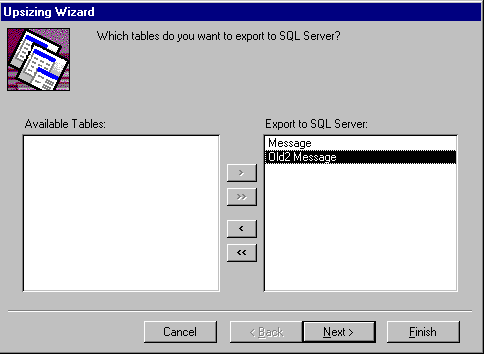 Upsizing Wizard
Which tables do you want to export to SQL Server?
Available Tables:
Export to SQL Server:
Message
Old2 Message
>
>>
<
<<
Cancel
< Back
Next >
Finish